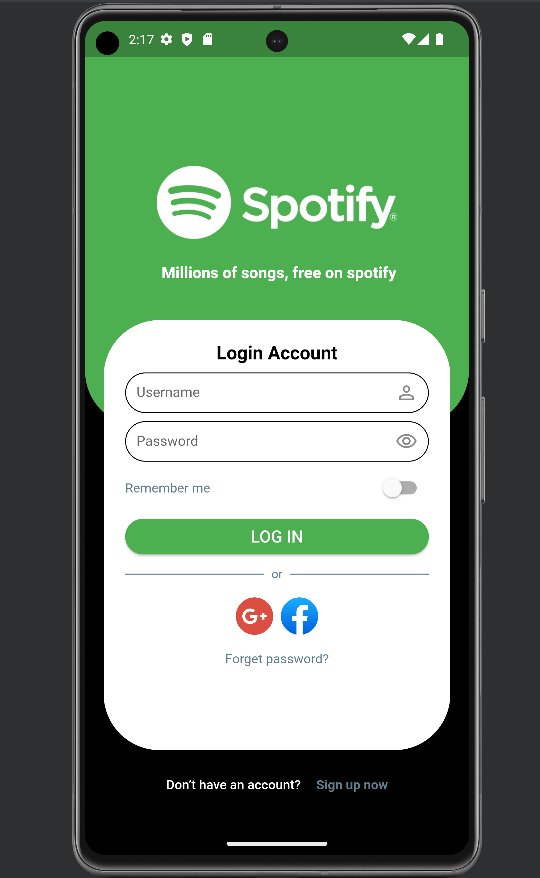 2:17
Spotify®
Millions of songs, free on spotify
Login Account
Username
Password
Remember me
LOG IN
or
G+ f
Forget password?
Don't have an account? Sign up now